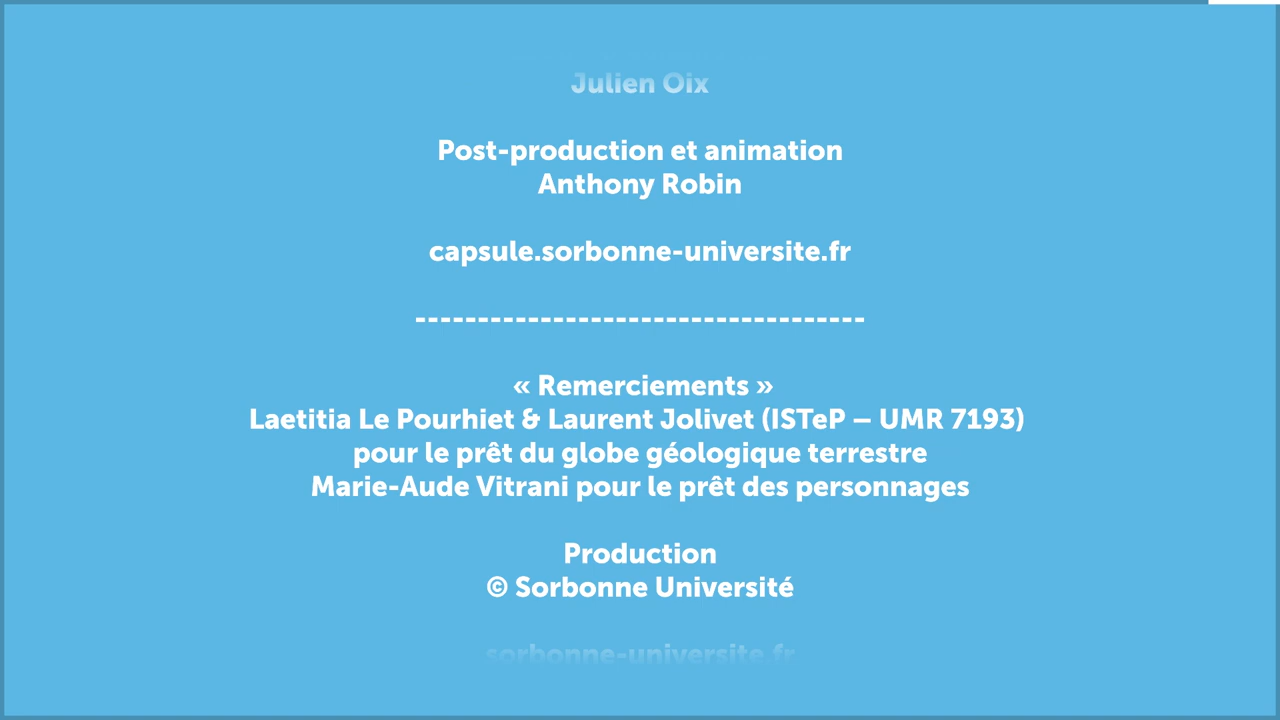 Julien Oix
Post-production et animation
Anthony Robin
capsule.sorbonne-universite.fr
------------------------------------
« Remerciements »
Laetitia Le Pourhiet & Laurent Jolivet (ISTeP – UMR 7193)
pour le prêt du globe géologique terrestre
Marie-Aude Vitrani pour le prêt des personnages
Production
© Sorbonne Université
sorbonne-universite.fr